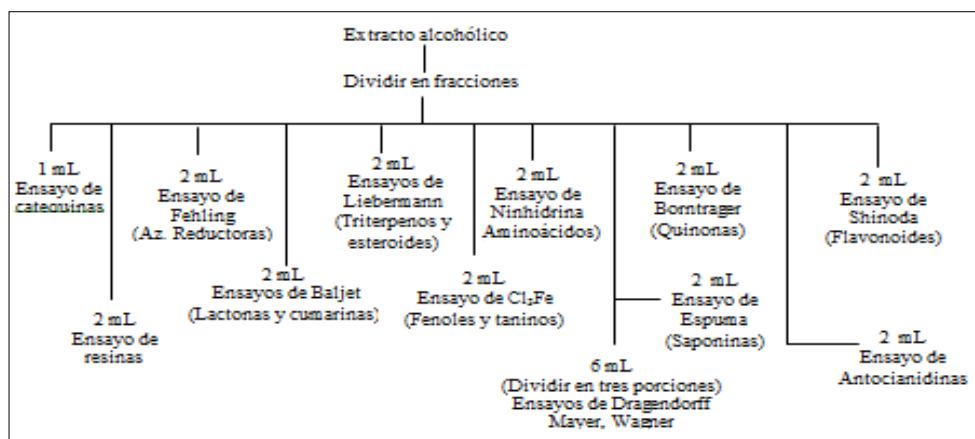 Extracto alcohólico
Dividir en fracciones
1 mL
Ensayo de
catequinas
2 mL
Ensayo de
resinas
2 mL
Ensayo de
Fehling
(Az. Reductoras)
2 mL
Ensayos de Baljet
(Lactonas y cumarinas)
2 mL
Ensayos de
Liebermann
(Triterpenos y
esteroides)
2 mL
Ensayo de Cl₃Fe
(Fenoles y taninos)
2 mL
Ensayo de
Ninhidrina
Aminoácidos)
6 mL
(Dividir en tres porciones)
Ensayos de Dragendorff
Mayer, Wagner
2 mL
Ensayo de
Espuma
(Saponinas)
2 mL
Ensayo de
Borntrager
(Quinonas)
2 mL
Ensayo de
Antocianidinas
2 mL
Ensayo de
Shinoda
(Flavonoides)